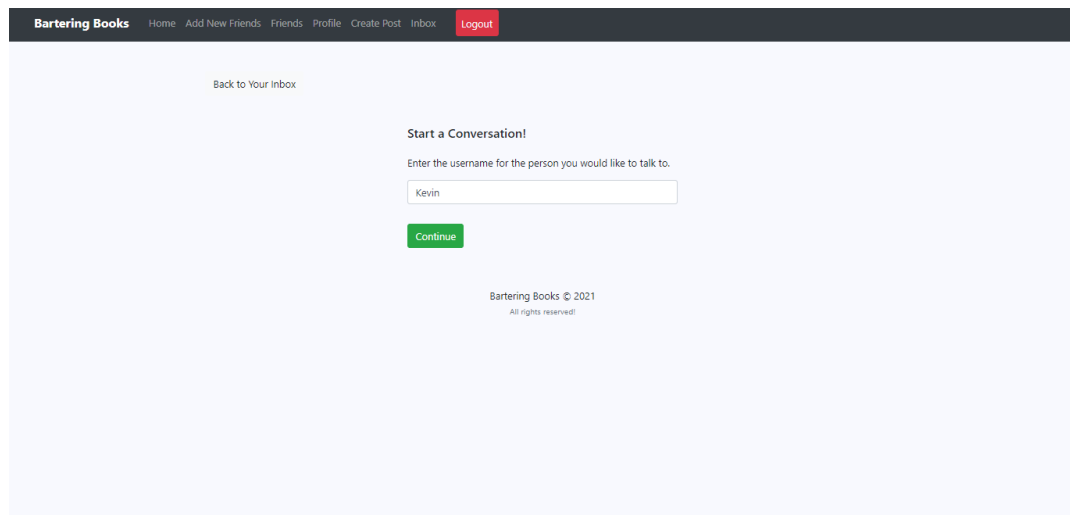 Bartering Books Home Add New Friends Friends Profile Create Post Inbox Logout
Back to Your Inbox
Start a Conversation!
Enter the username for the person you would like to talk to.
Kevin
Continue
Bartering Books © 2021
All rights reserved!